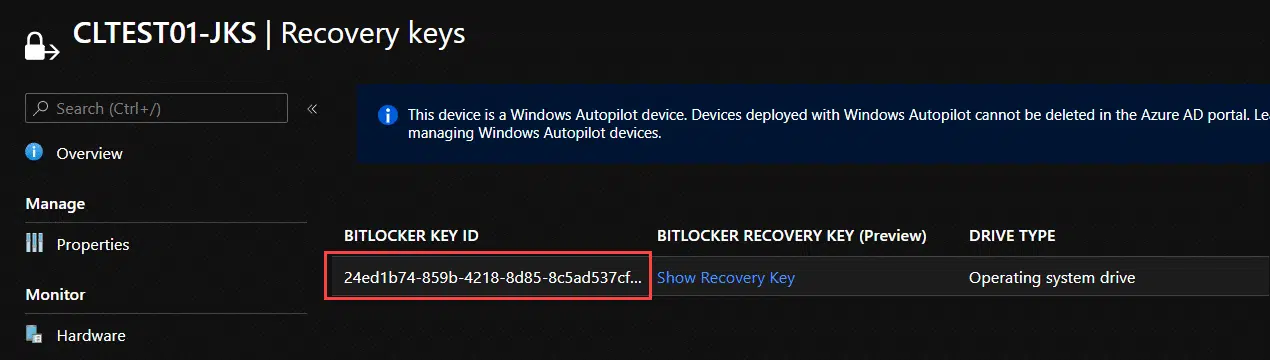 CLTEST01-JKS | Recovery keys
Search (Ctrl+/)
«
This device is a Windows Autopilot device. Devices deployed with Windows Autopilot cannot be deleted in the Azure AD portal. Le
managing Windows Autopilot devices.
Overview
Manage
Properties
Monitor
Hardware
BITLOCKER KEY ID BITLOCKER RECOVERY KEY (Preview) DRIVE TYPE
24ed1b74-859b-4218-8d85-8c5ad537cf... Show Recovery Key Operating system drive